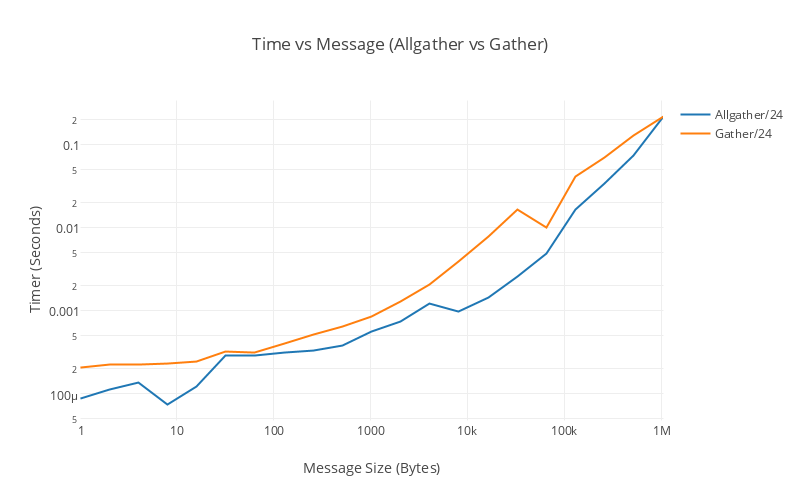 Time vs Message (Allgather vs Gather)
Allgather/24
Gather/24
2
0.1
5
2
0.01
5
2
0.001
5
2
100μ
5
1 10 100 1000 10k 100k 1M
Timer (Seconds)
Message Size (Bytes)